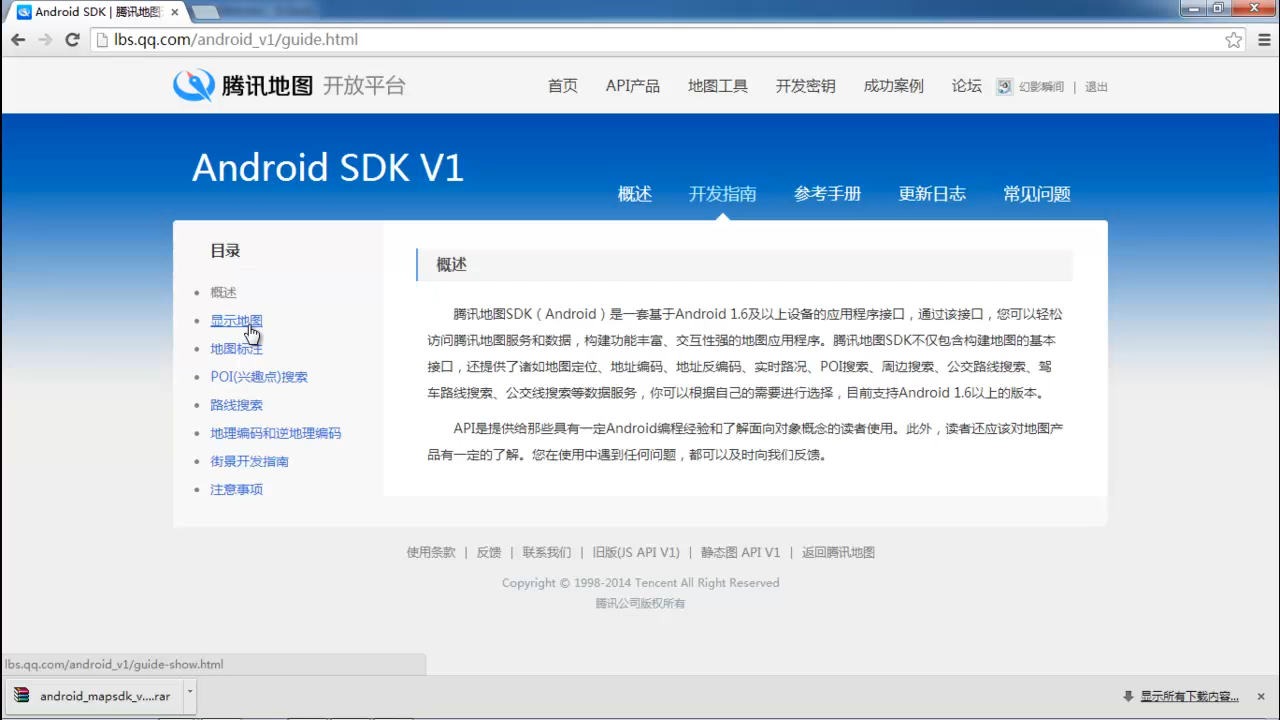 Android SDK | 腾讯地图
lbs.qq.com/android_v1/guide.html
腾讯地图 开放平台
首页 API产品 地图工具 开发密钥 成功案例 论坛 幻影瞬间 | 退出
Android SDK V1
概述 开发指南 参考手册 更新日志 常见问题
目录
概述
显示地图
地图标注
POI(兴趣点)搜索
路线搜索
地理编码和逆地理编码
街景开发指南
注意事项
概述
腾讯地图SDK（Android）是一套基于Android 1.6及以上设备的应用程序接口，通过该接口，您可以轻松
访问腾讯地图服务和数据，构建功能丰富、交互性强的地图应用程序。腾讯地图SDK不仅包含构建地图的基本
接口，还提供了诸如地图定位、地址编码、地址反编码、实时路况、POI搜索、周边搜索、公交路线搜索、驾
车路线搜索、公交线搜索等数据服务，你可以根据自己的需要进行选择，目前支持Android 1.6以上的版本。
API是提供给那些具有一定Android编程经验和了解面向对象概念的读者使用。此外，读者还应该对地图产
品有一定的了解。您在使用中遇到任何问题，都可以及时向我们反馈。
使用条款 | 反馈 | 联系我们 | 旧版(JS API V1) | 静态图 API V1 | 返回腾讯地图
Copyright © 1998-2014 Tencent All Right Reserved
腾讯公司版权所有
lbs.qq.com/android_v1/guide-show.html
android_mapsdk_v....rar
显示所有下载内容...